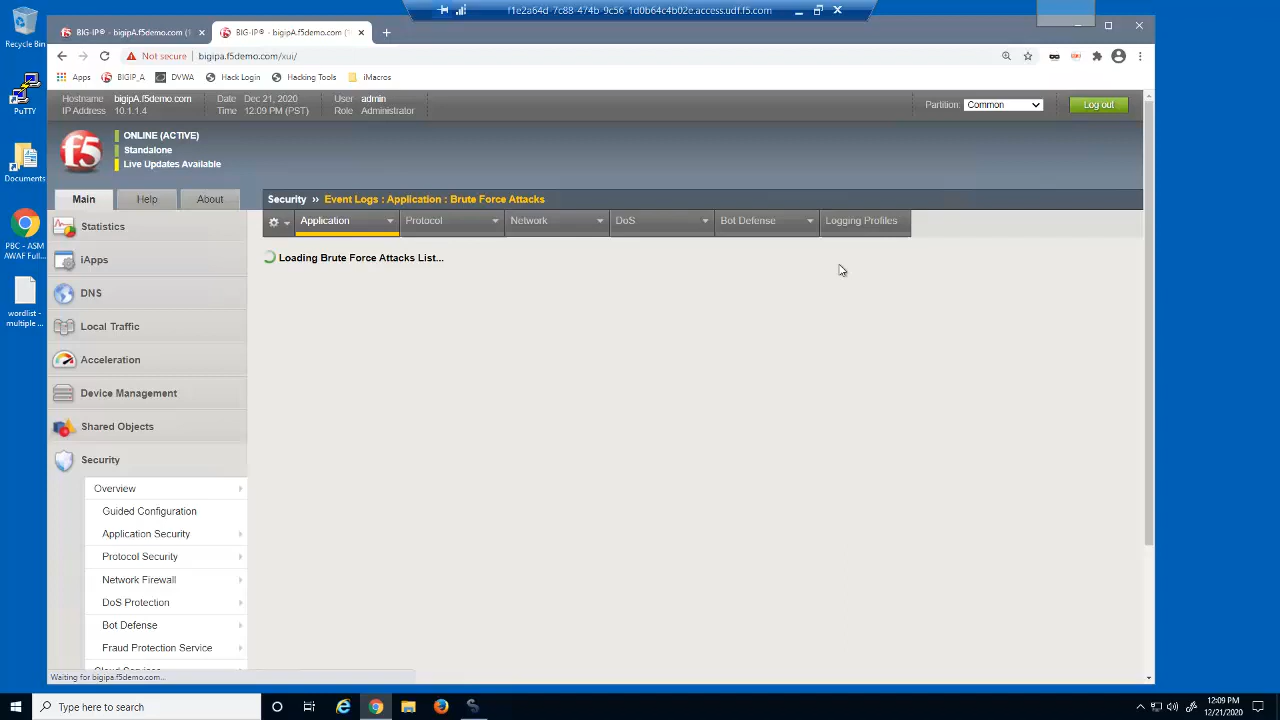 f1e2a64d-7c88-474b-9c56-1d0b64c4b02e.access.udf.f5.com
Recycle Bin
BIG-IP® - bigipA.f5demo.com (1
BIG-IP® - bigipA.f5demo.com (1
Not secure
bigipa.f5demo.com/xui/
Apps
BIGIP_A
DVWA
Hack Login
Hacking Tools
iMacros
Hostname bigipA.f5demo.com
Date Dec 21, 2020
User admin
IP Address 10.1.1.4
Time 12:09 PM (PST)
Role Administrator
Partition: Common
Log out
PuTTY
f5
ONLINE (ACTIVE)
Standalone
Live Updates Available
Documents
Main
Help
About
Security ›› Event Logs : Application : Brute Force Attacks
Application
Protocol
Network
DoS
Bot Defense
Logging Profiles
Loading Brute Force Attacks List...
PBC - ASM
AWAF Full...
wordlist -
multiple ...
Statistics
iApps
DNS
Local Traffic
Acceleration
Device Management
Shared Objects
Security
Overview
Guided Configuration
Application Security
Protocol Security
Network Firewall
DoS Protection
Bot Defense
Fraud Protection Service
Cloud Services
Waiting for bigipa.f5demo.com...
Type here to search
12:09 PM
12/21/2020